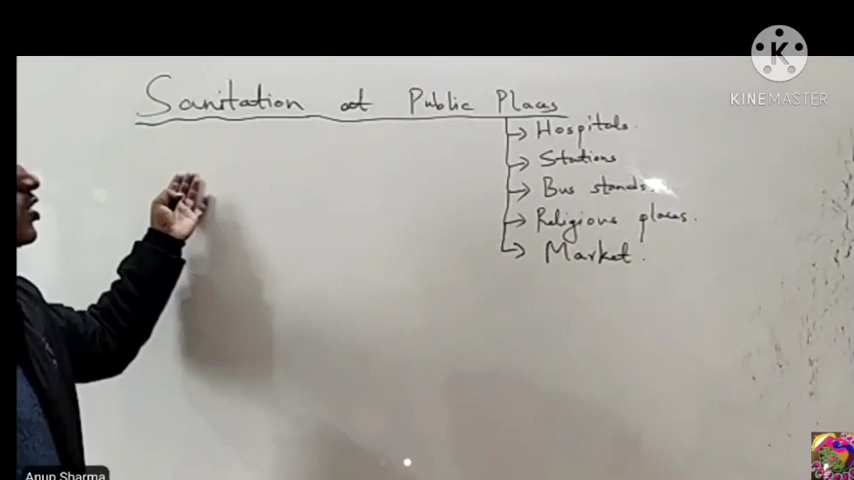 Sanitation at Public Places
Hospitals.
Stations
Bus stands.
Religious places.
Market.
KINEMASTER
Anup Sharma